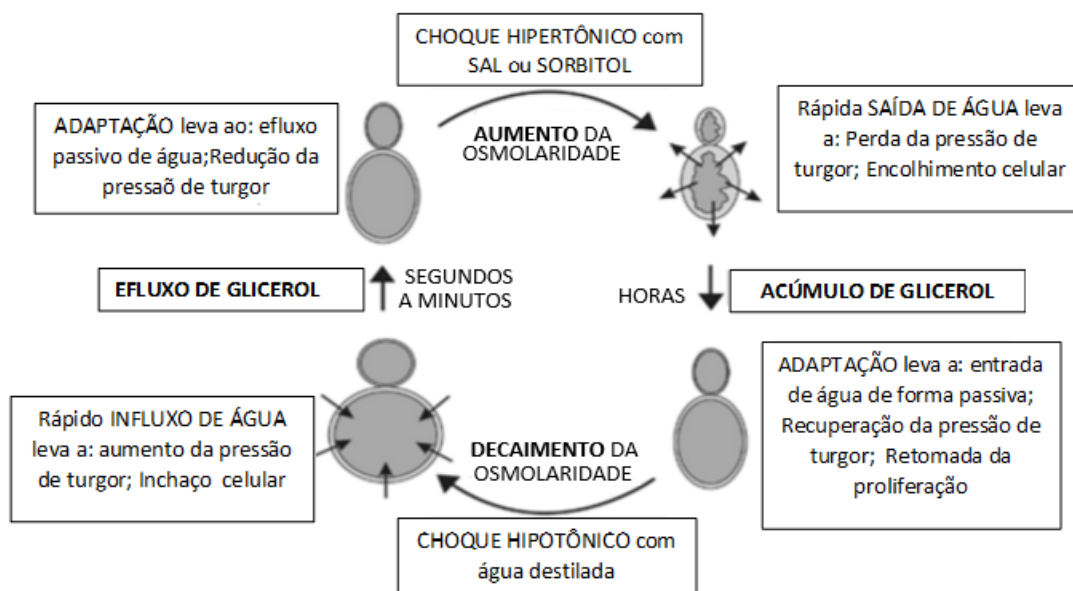 CHOQUE HIPERTÔNICO com
SAL ou SORBITOL
ADAPTAÇÃO leva ao: efluxo
passivo de água;Redução da
pressaõ de turgor
AUMENTO DA
OSMOLARIDADE
Rápida SAÍDA DE ÁGUA leva
a: Perda da pressão de
turgor; Encolhimento celular
EFLUXO DE GLICEROL
SEGUNDOS
A MINUTOS
HORAS
ACÚMULO DE GLICEROL
Rápido INFLUXO DE ÁGUA
leva a: aumento da pressão
de turgor; Inchaço celular
DECAIMENTO DA
OSMOLARIDADE
ADAPTAÇÃO leva a: entrada
de água de forma passiva;
Recuperação da pressão de
turgor; Retomada da
proliferação
CHOQUE HIPOTÔNICO com
água destilada